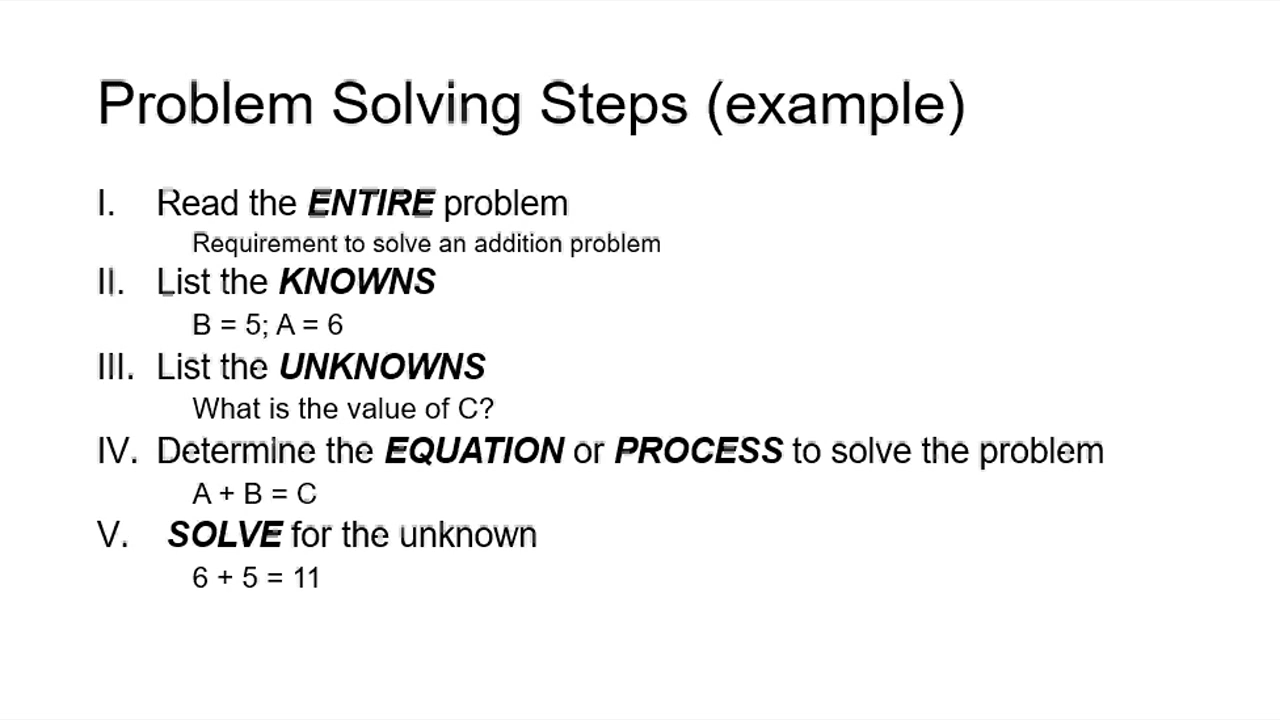 Problem Solving Steps (example)
I. Read the ENTIRE problem
Requirement to solve an addition problem
II. List the KNOWNS
B = 5; A = 6
III. List the UNKNOWNS
What is the value of C?
IV. Determine the EQUATION or PROCESS to solve the problem
A + B = C
V. SOLVE for the unknown
6 + 5 = 11